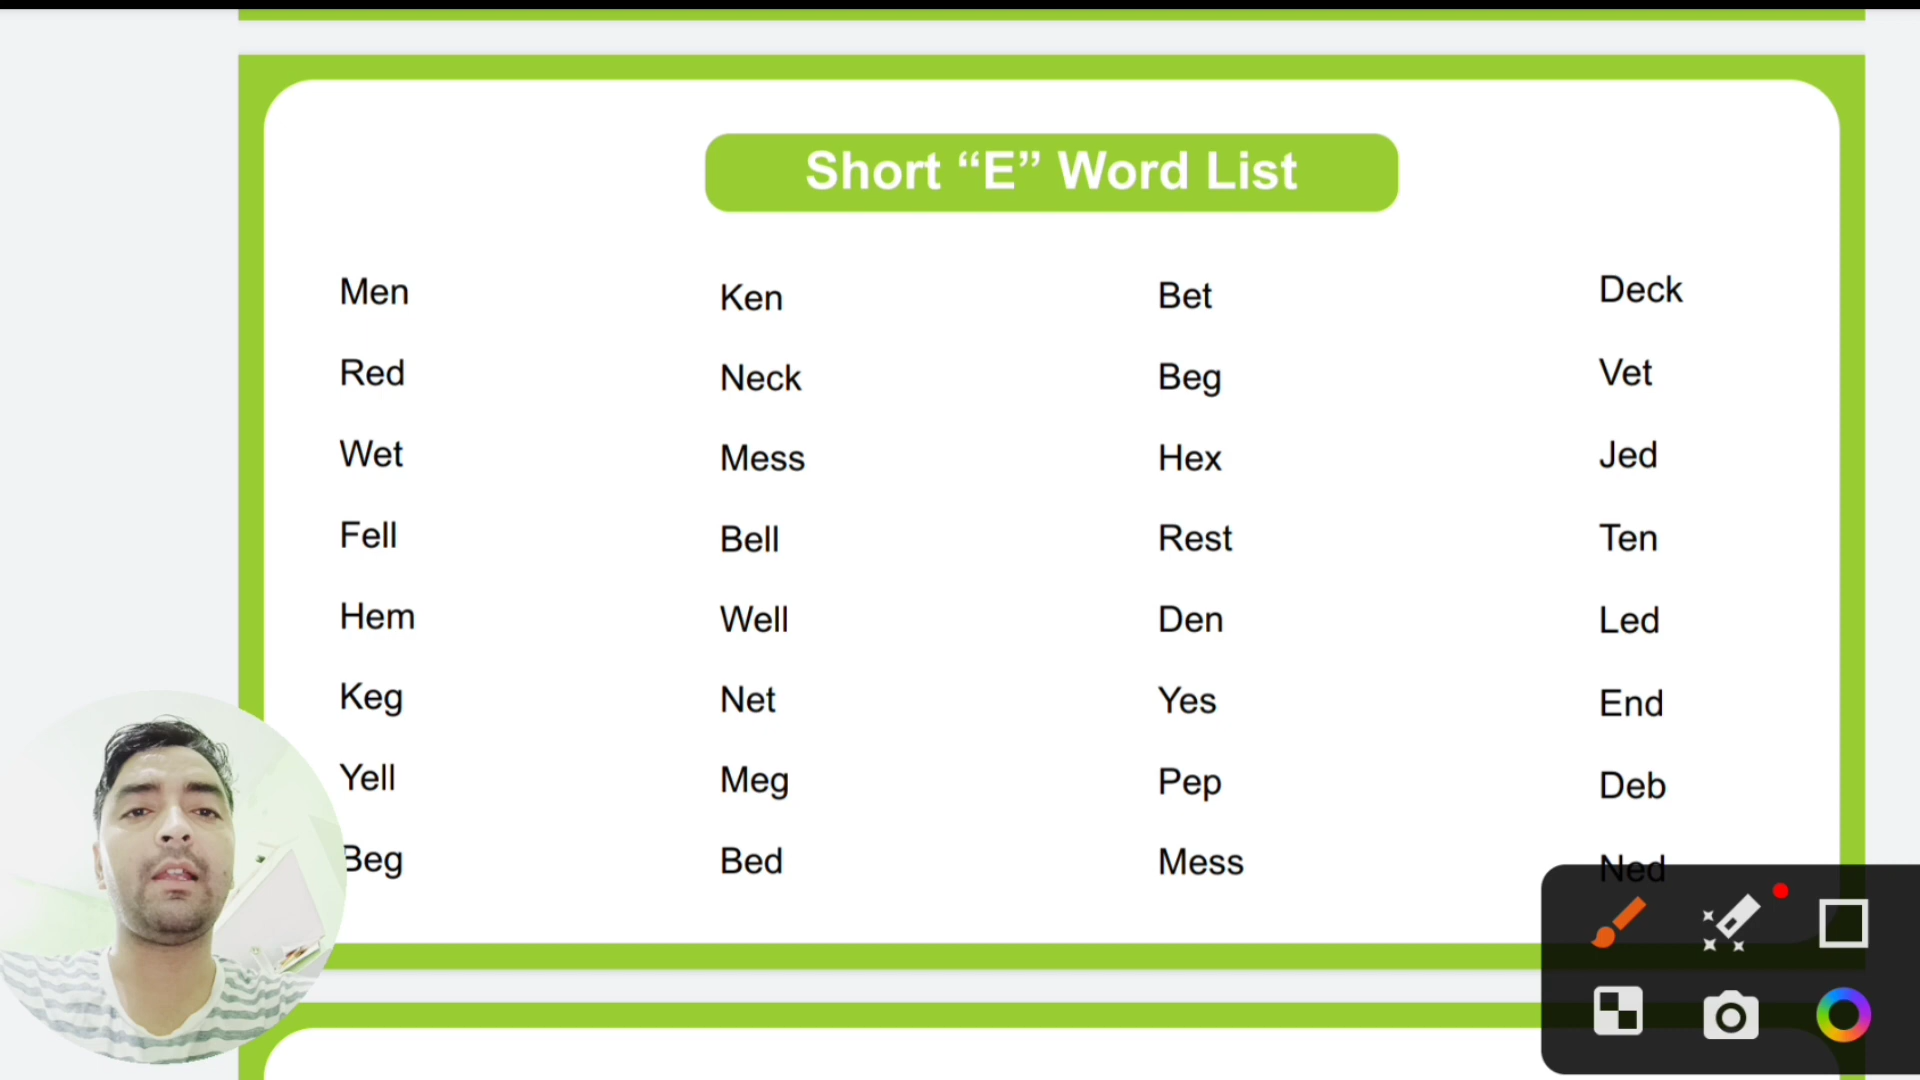 Short “E” Word List
Men
Red
Wet
Fell
Hem
Keg
Yell
Beg
Ken
Neck
Mess
Bell
Well
Net
Meg
Bed
Bet
Beg
Hex
Rest
Den
Yes
Pep
Mess
Deck
Vet
Jed
Ten
Led
End
Deb
Ned